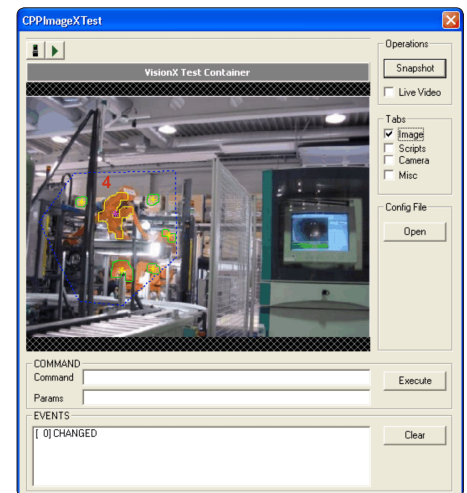 CPPImageXTest
Operations
VisionX Test Container
Snapshot
Live Video
Tabs
Image
Scripts
Camera
Misc
4
Config File
Open
COMMAND
Command
Params
Execute
EVENTS
[ 0] CHANGED
Clear